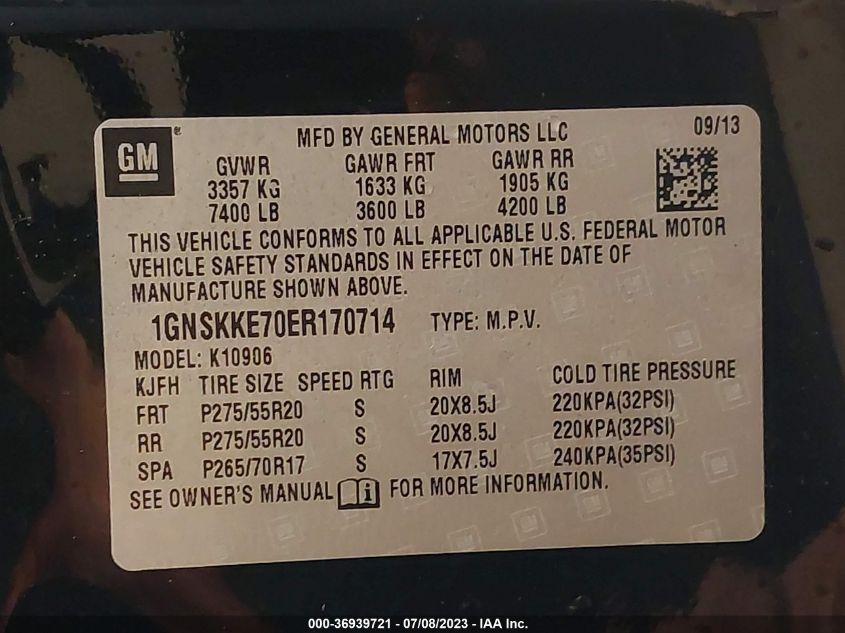 GM
MFD BY GENERAL MOTORS LLC 09/13
GVWR GAWR FRT GAWR RR
3357 KG 1633 KG 1905 KG
7400 LB 3600 LB 4200 LB
THIS VEHICLE CONFORMS TO ALL APPLICABLE U.S. FEDERAL MOTOR
VEHICLE SAFETY STANDARDS IN EFFECT ON THE DATE OF
MANUFACTURE SHOWN ABOVE.
1GNSKKE70ER170714 TYPE: M.P.V.
MODEL: K10906
KJFH TIRE SIZE SPEED RTG RIM COLD TIRE PRESSURE
FRT P275/55R20 S 20X8.5J 220KPA(32PSI)
RR P275/55R20 S 20X8.5J 220KPA(32PSI)
SPA P265/70R17 S 17X7.5J 240KPA(35PSI)
SEE OWNER'S MANUAL FOR MORE INFORMATION.
000-36939721 - 07/08/2023 - IAA Inc.